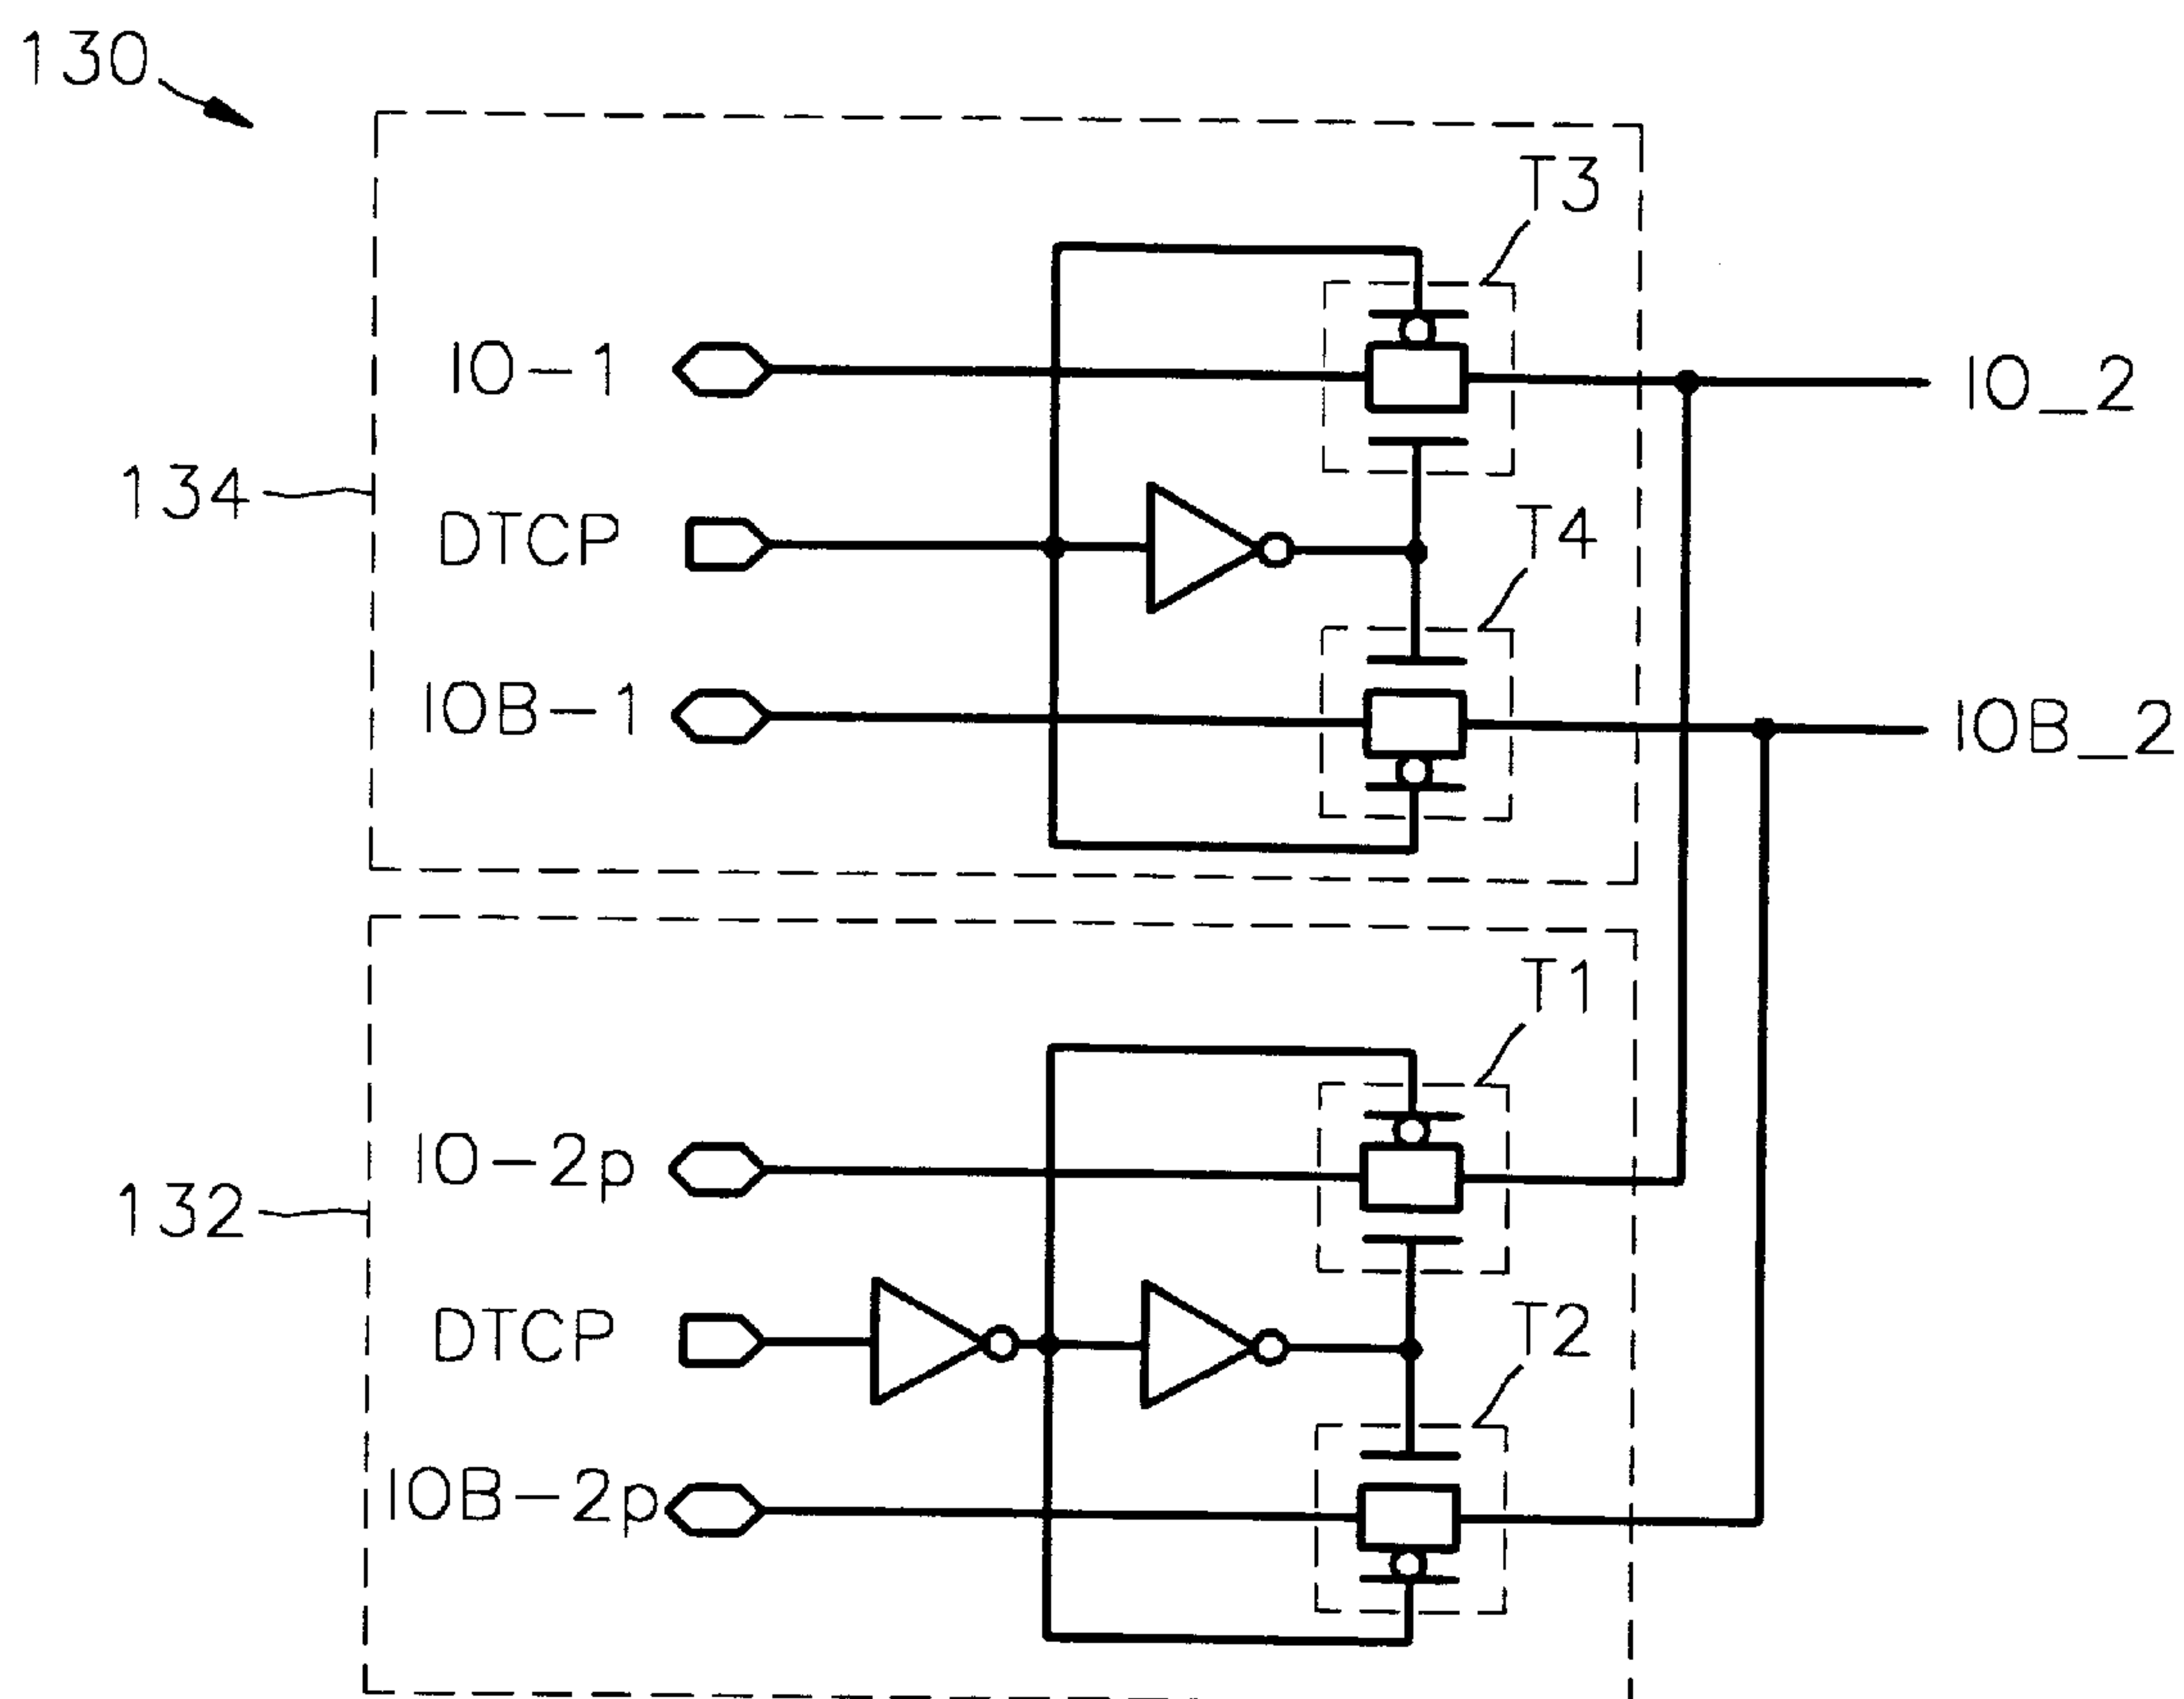 130
T3
IO-1
IO_2
134
DTCP
T4
IOB-1
IOB_2
T1
IO-2p
132
DTCP
T2
IOB-2p